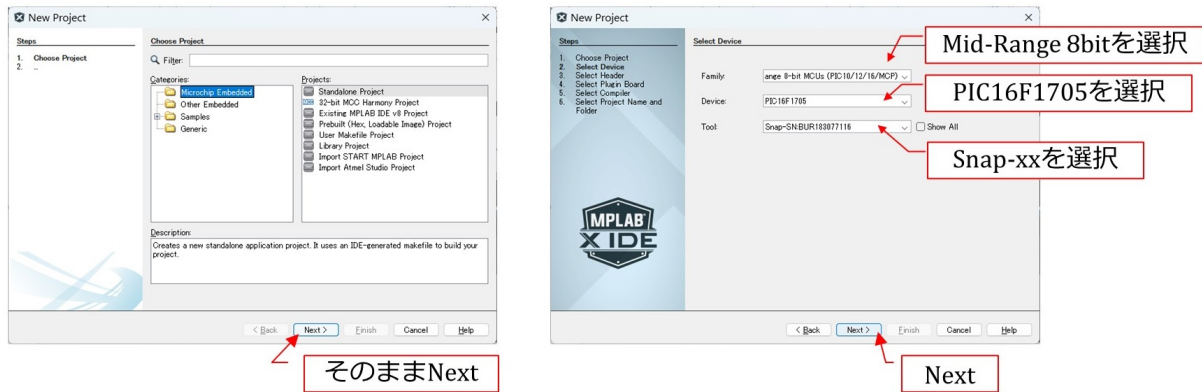 New Project
Steps
1. Choose Project
2. ...
Choose Project
Filter:
Categories:
Microchip Embedded
Other Embedded
Samples
Generic
Projects:
Standalone Project
32-bit MCC Harmony Project
Existing MPLAB IDE v8 Project
Prebuilt (Hex, Loadable Image) Project
User Makefile Project
Library Project
Import START MPLAB Project
Import Atmel Studio Project
Description:
Creates a new standalone application project. It uses an IDE-generated makefile to build your
project.
< Back
Next >
Finish
Cancel
Help
そのままNext
New Project
Steps
1. Choose Project
2. Select Device
3. Select Header
4. Select Plugin Board
5. Select Compiler
6. Select Project Name and
Folder
MPLAB
X IDE
Select Device
Family:
ange 8-bit MCUs (PIC10/12/16/MCP)
Device:
PIC16F1705
Tool:
Snap-SN:BUR183077116
Show All
Mid-Range 8bitを選択
PIC16F1705を選択
Snap-xxを選択
< Back
Next >
Finish
Cancel
Help
Next